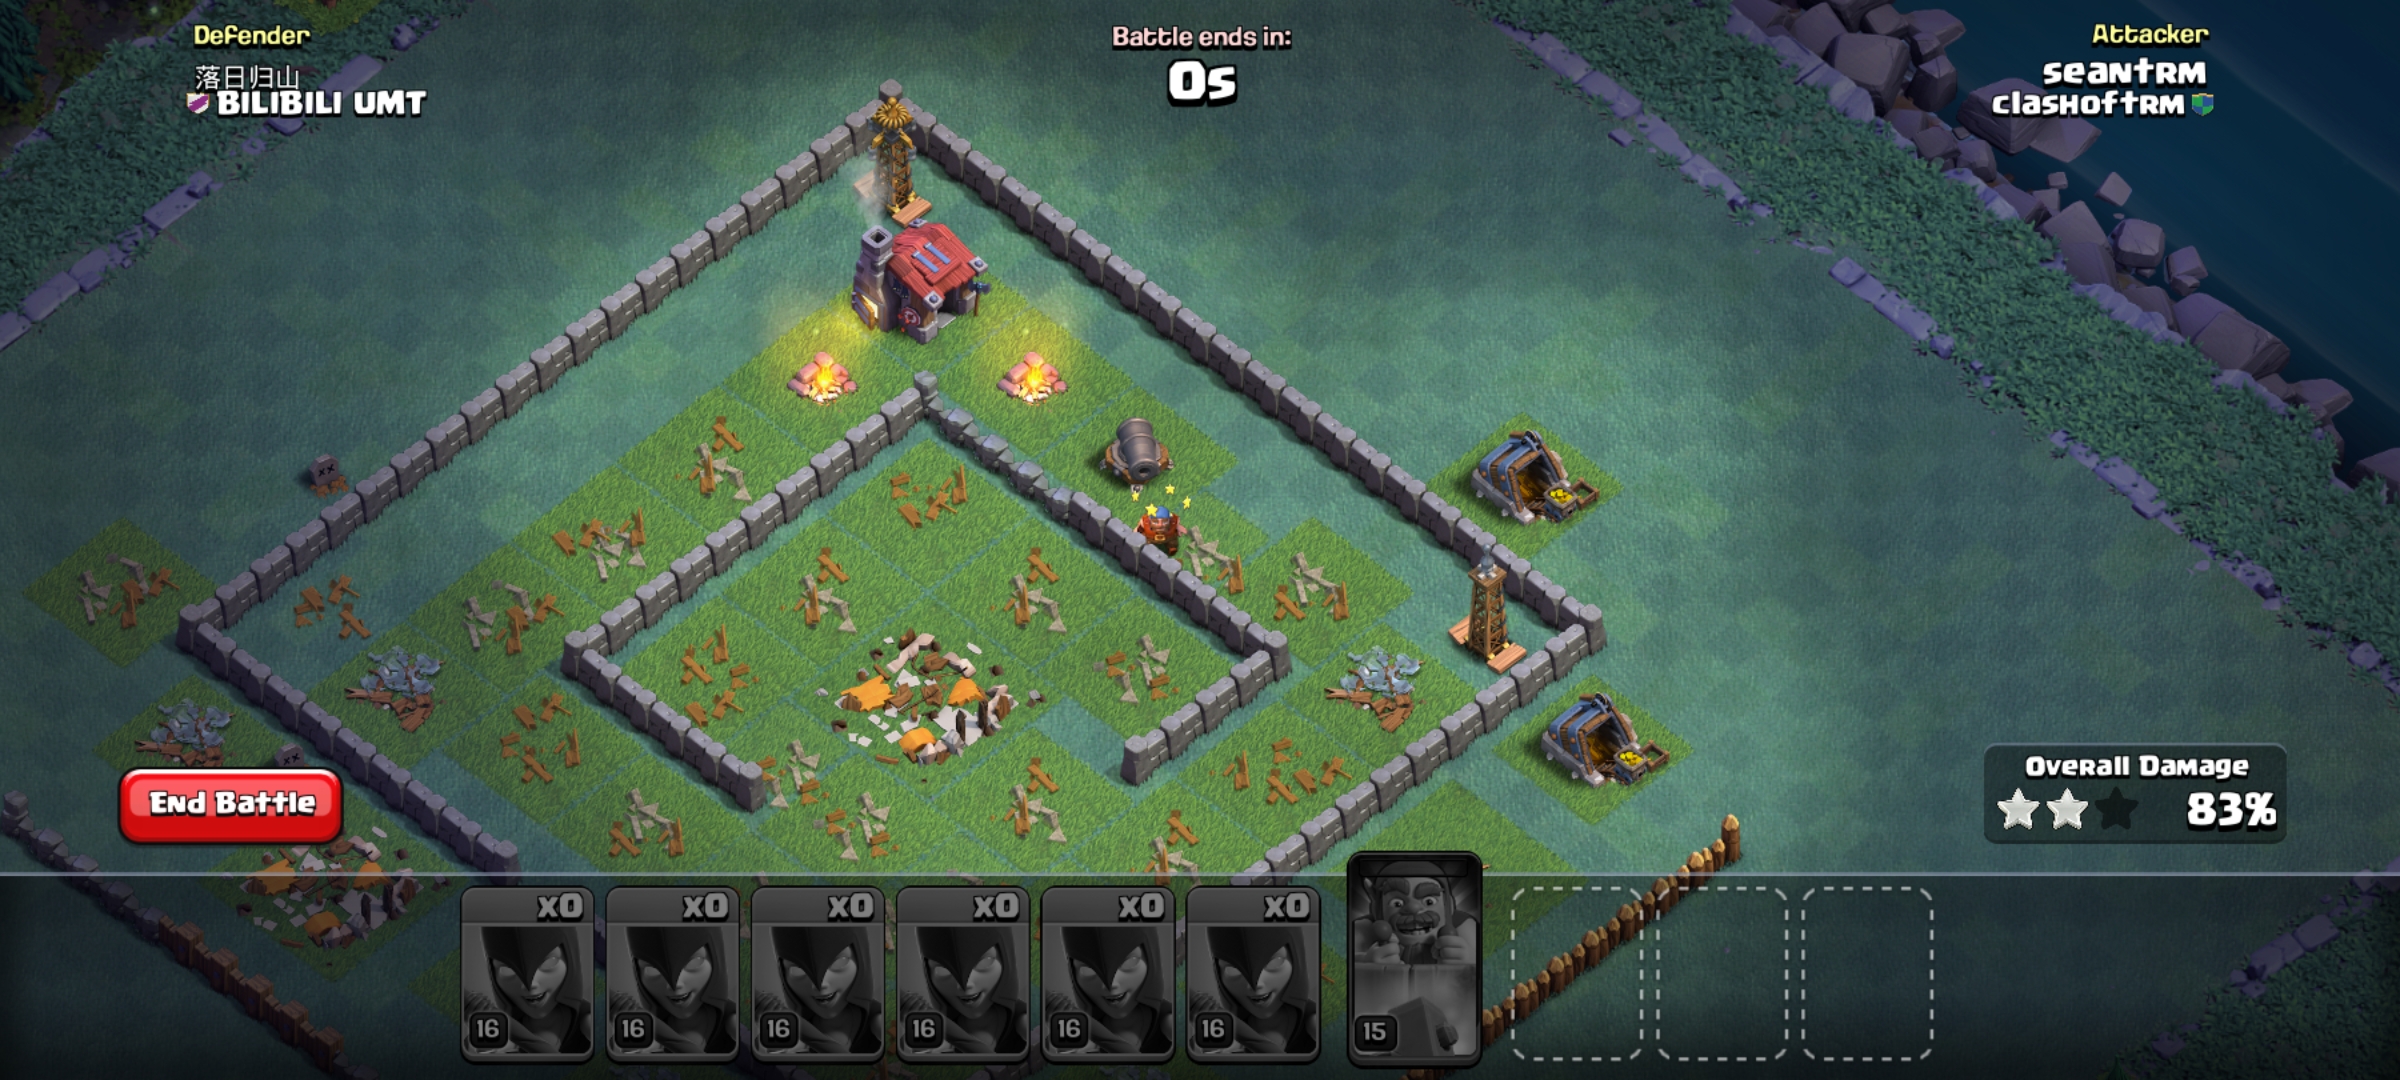 Defender
落日归山
BILIBILI UMT
Battle ends in:
0s
Attacker
seantRM
clashoftRM
End Battle
Overall Damage
83%
x0
x0
x0
x0
x0
x0
16
16
16
16
16
16
15